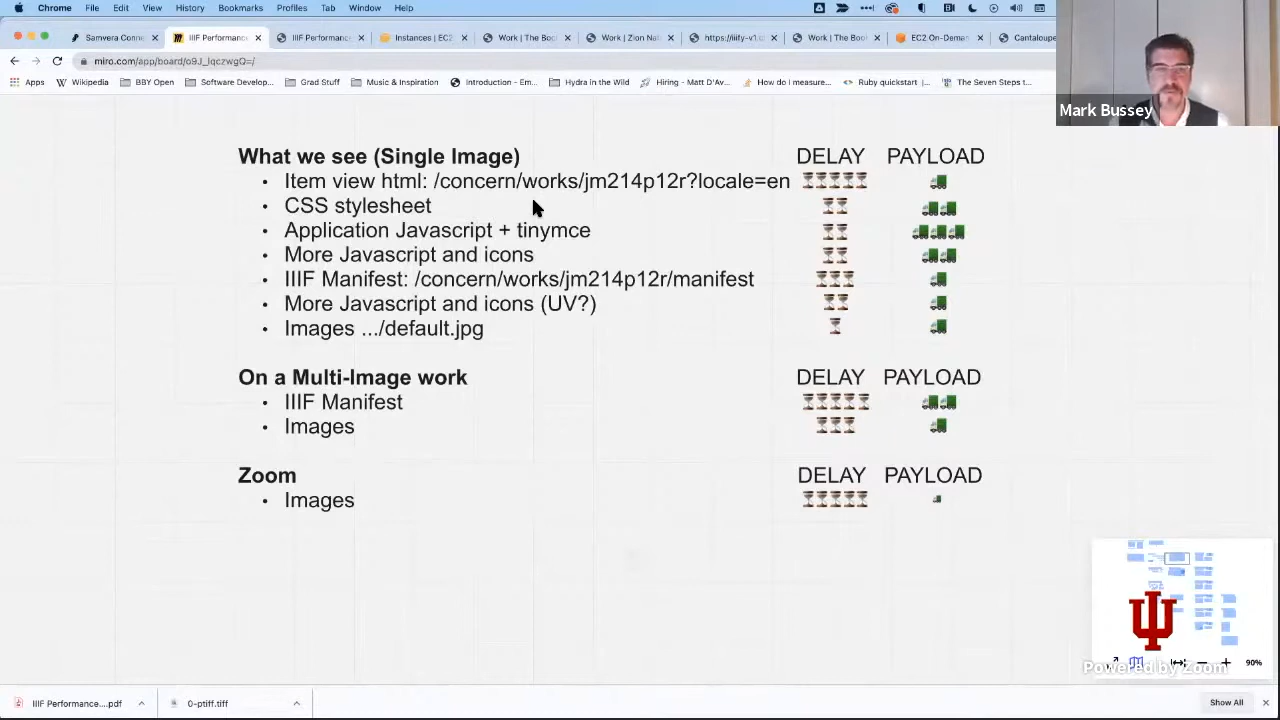 Chrome File Edit View History Bookmarks Profiles Tab Window Help
Samvera Conne
IIIF Performanc
IIIF Performanc
Instances | EC2
Work | The Boo
Work | Zion Nat
https://iiify-v1.c
Work | The Boo
EC2 On-Deman
Cantaloupe
miro.com/app/board/o9J_lqczwgQ=/
Apps Wikipedia BBY Open Bookmarks Grad Stuff Music & Inspiration Introduction - Em... Hydra in the Wild Hiring - Matt D'Av... How do i measure... Ruby quickstart j... The Seven Steps t...
Mark Bussey
What we see (Single Image) DELAY PAYLOAD
• Item view html: /concern/works/jm214p12r?locale=en
• CSS stylesheet
• Application Javascript + tinymce
• More Javascript and icons
• IIIF Manifest: /concern/works/jm214p12r/manifest
• More Javascript and icons (UV?)
• Images .../default.jpg
On a Multi-Image work DELAY PAYLOAD
• IIIF Manifest
• Images
Zoom DELAY PAYLOAD
• Images
90%
Powered by Zoom
IIIF Performance....pdf 0-ptiff.tiff Show All